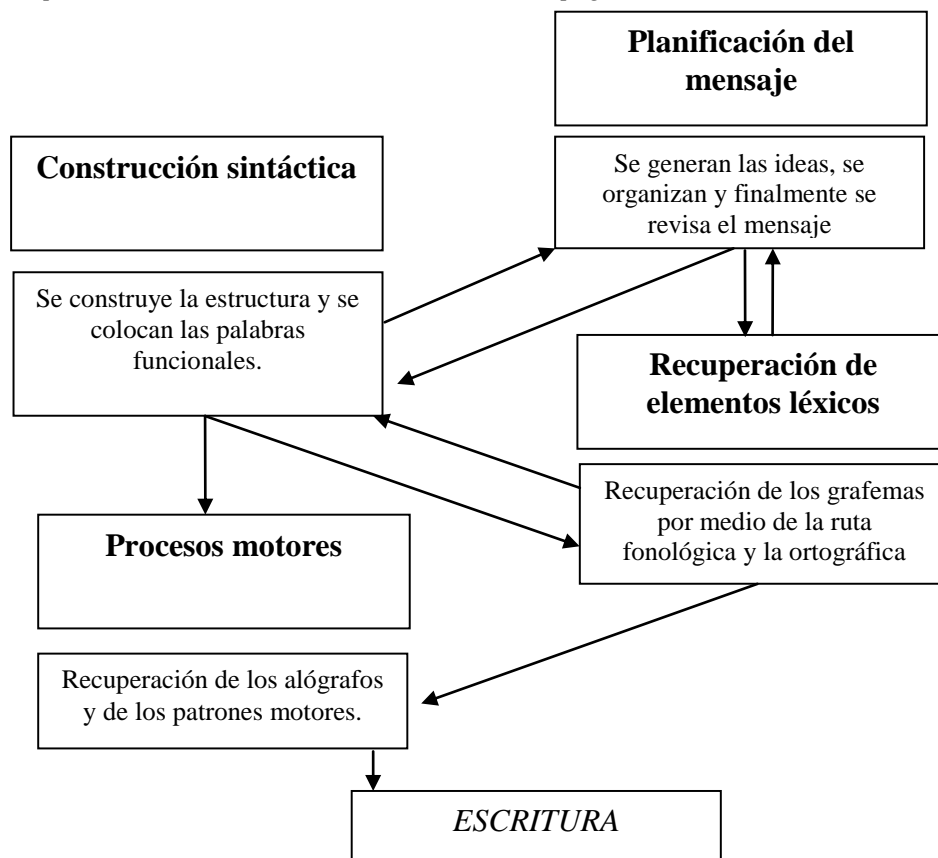 Planificación del
mensaje
Se generan las ideas, se
organizan y finalmente se
revisa el mensaje
Construcción sintáctica
Se construye la estructura y se
colocan las palabras
funcionales.
Recuperación de
elementos léxicos
Recuperación de los grafemas
por medio de la ruta
fonológica y la ortográfica
Procesos motores
Recuperación de los alógrafos
y de los patrones motores.
ESCRITURA